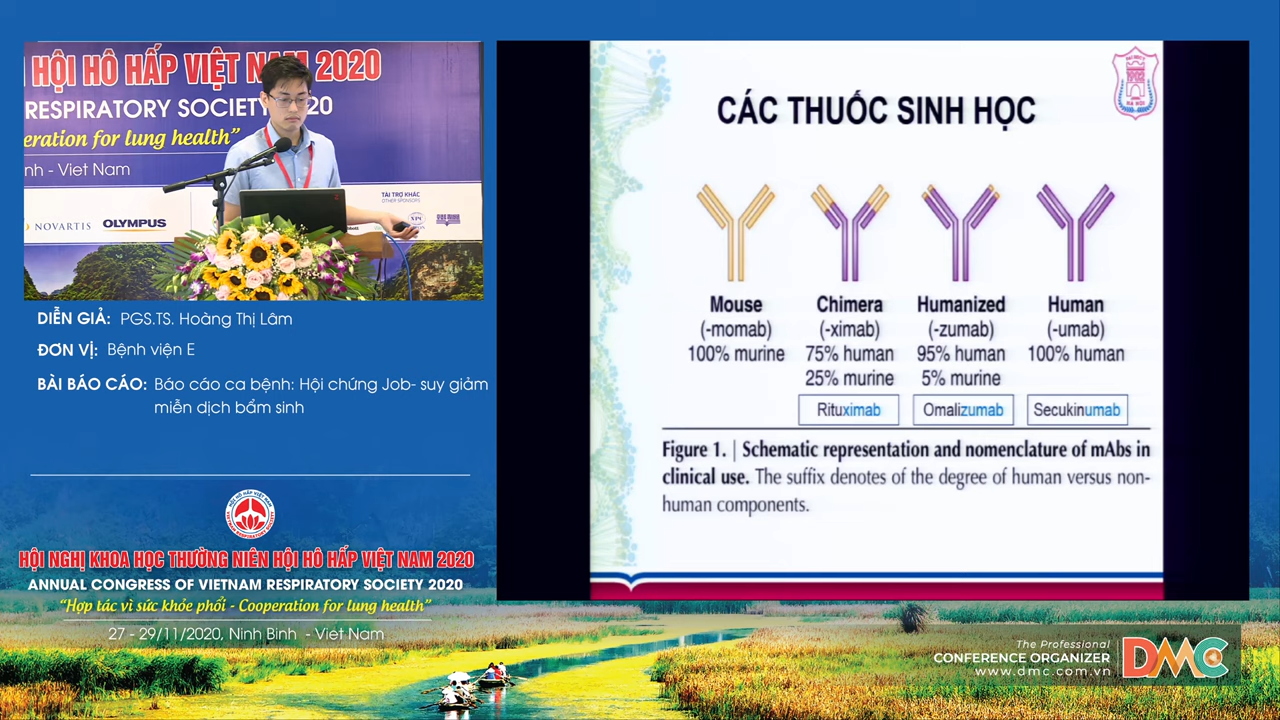 HỘI HÔ HẤP VIỆT NAM 2020
RESPIRATORY SOCIETY 2020
eration for lung health”
nh - Viet Nam
NOVARTIS
OLYMPUS
TÀI TRỢ KHÁC
OTHER SPONSORS
DIỄN GIẢ: PGS.TS. Hoàng Thị Lâm
ĐƠN VỊ: Bệnh viện E
BÀI BÁO CÁO: Báo cáo ca bệnh: Hội chứng Job- suy giảm
miễn dịch bẩm sinh
HỘI NGHỊ KHOA HỌC THƯỜNG NIÊN HỘI HÔ HẤP VIỆT NAM 2020
ANNUAL CONGRESS OF VIETNAM RESPIRATORY SOCIETY 2020
“Hợp tác vì sức khỏe phổi - Cooperation for lung health”
27 - 29/11/2020, Ninh Bình - Viet Nam
CÁC THUỐC SINH HỌC
1902
HÀ NỘI
Mouse
(-momab)
100% murine
Chimera
(-ximab)
75% human
25% murine
Rituximab
Humanized
(-zumab)
95% human
5% murine
Omalizumab
Human
(-umab)
100% human
Secukinumab
Figure 1. | Schematic representation and nomenclature of mAbs in
clinical use. The suffix denotes of the degree of human versus non-
human components.
The Professional
CONFERENCE ORGANIZER
www.dmc.com.vn
DMC